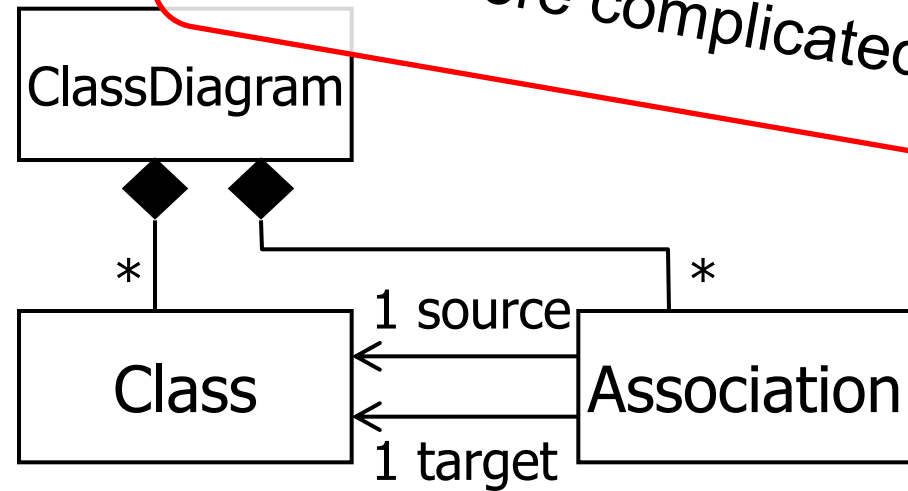 complicated
ClassDiagram
*
*
1 source
Class
Association
1 target